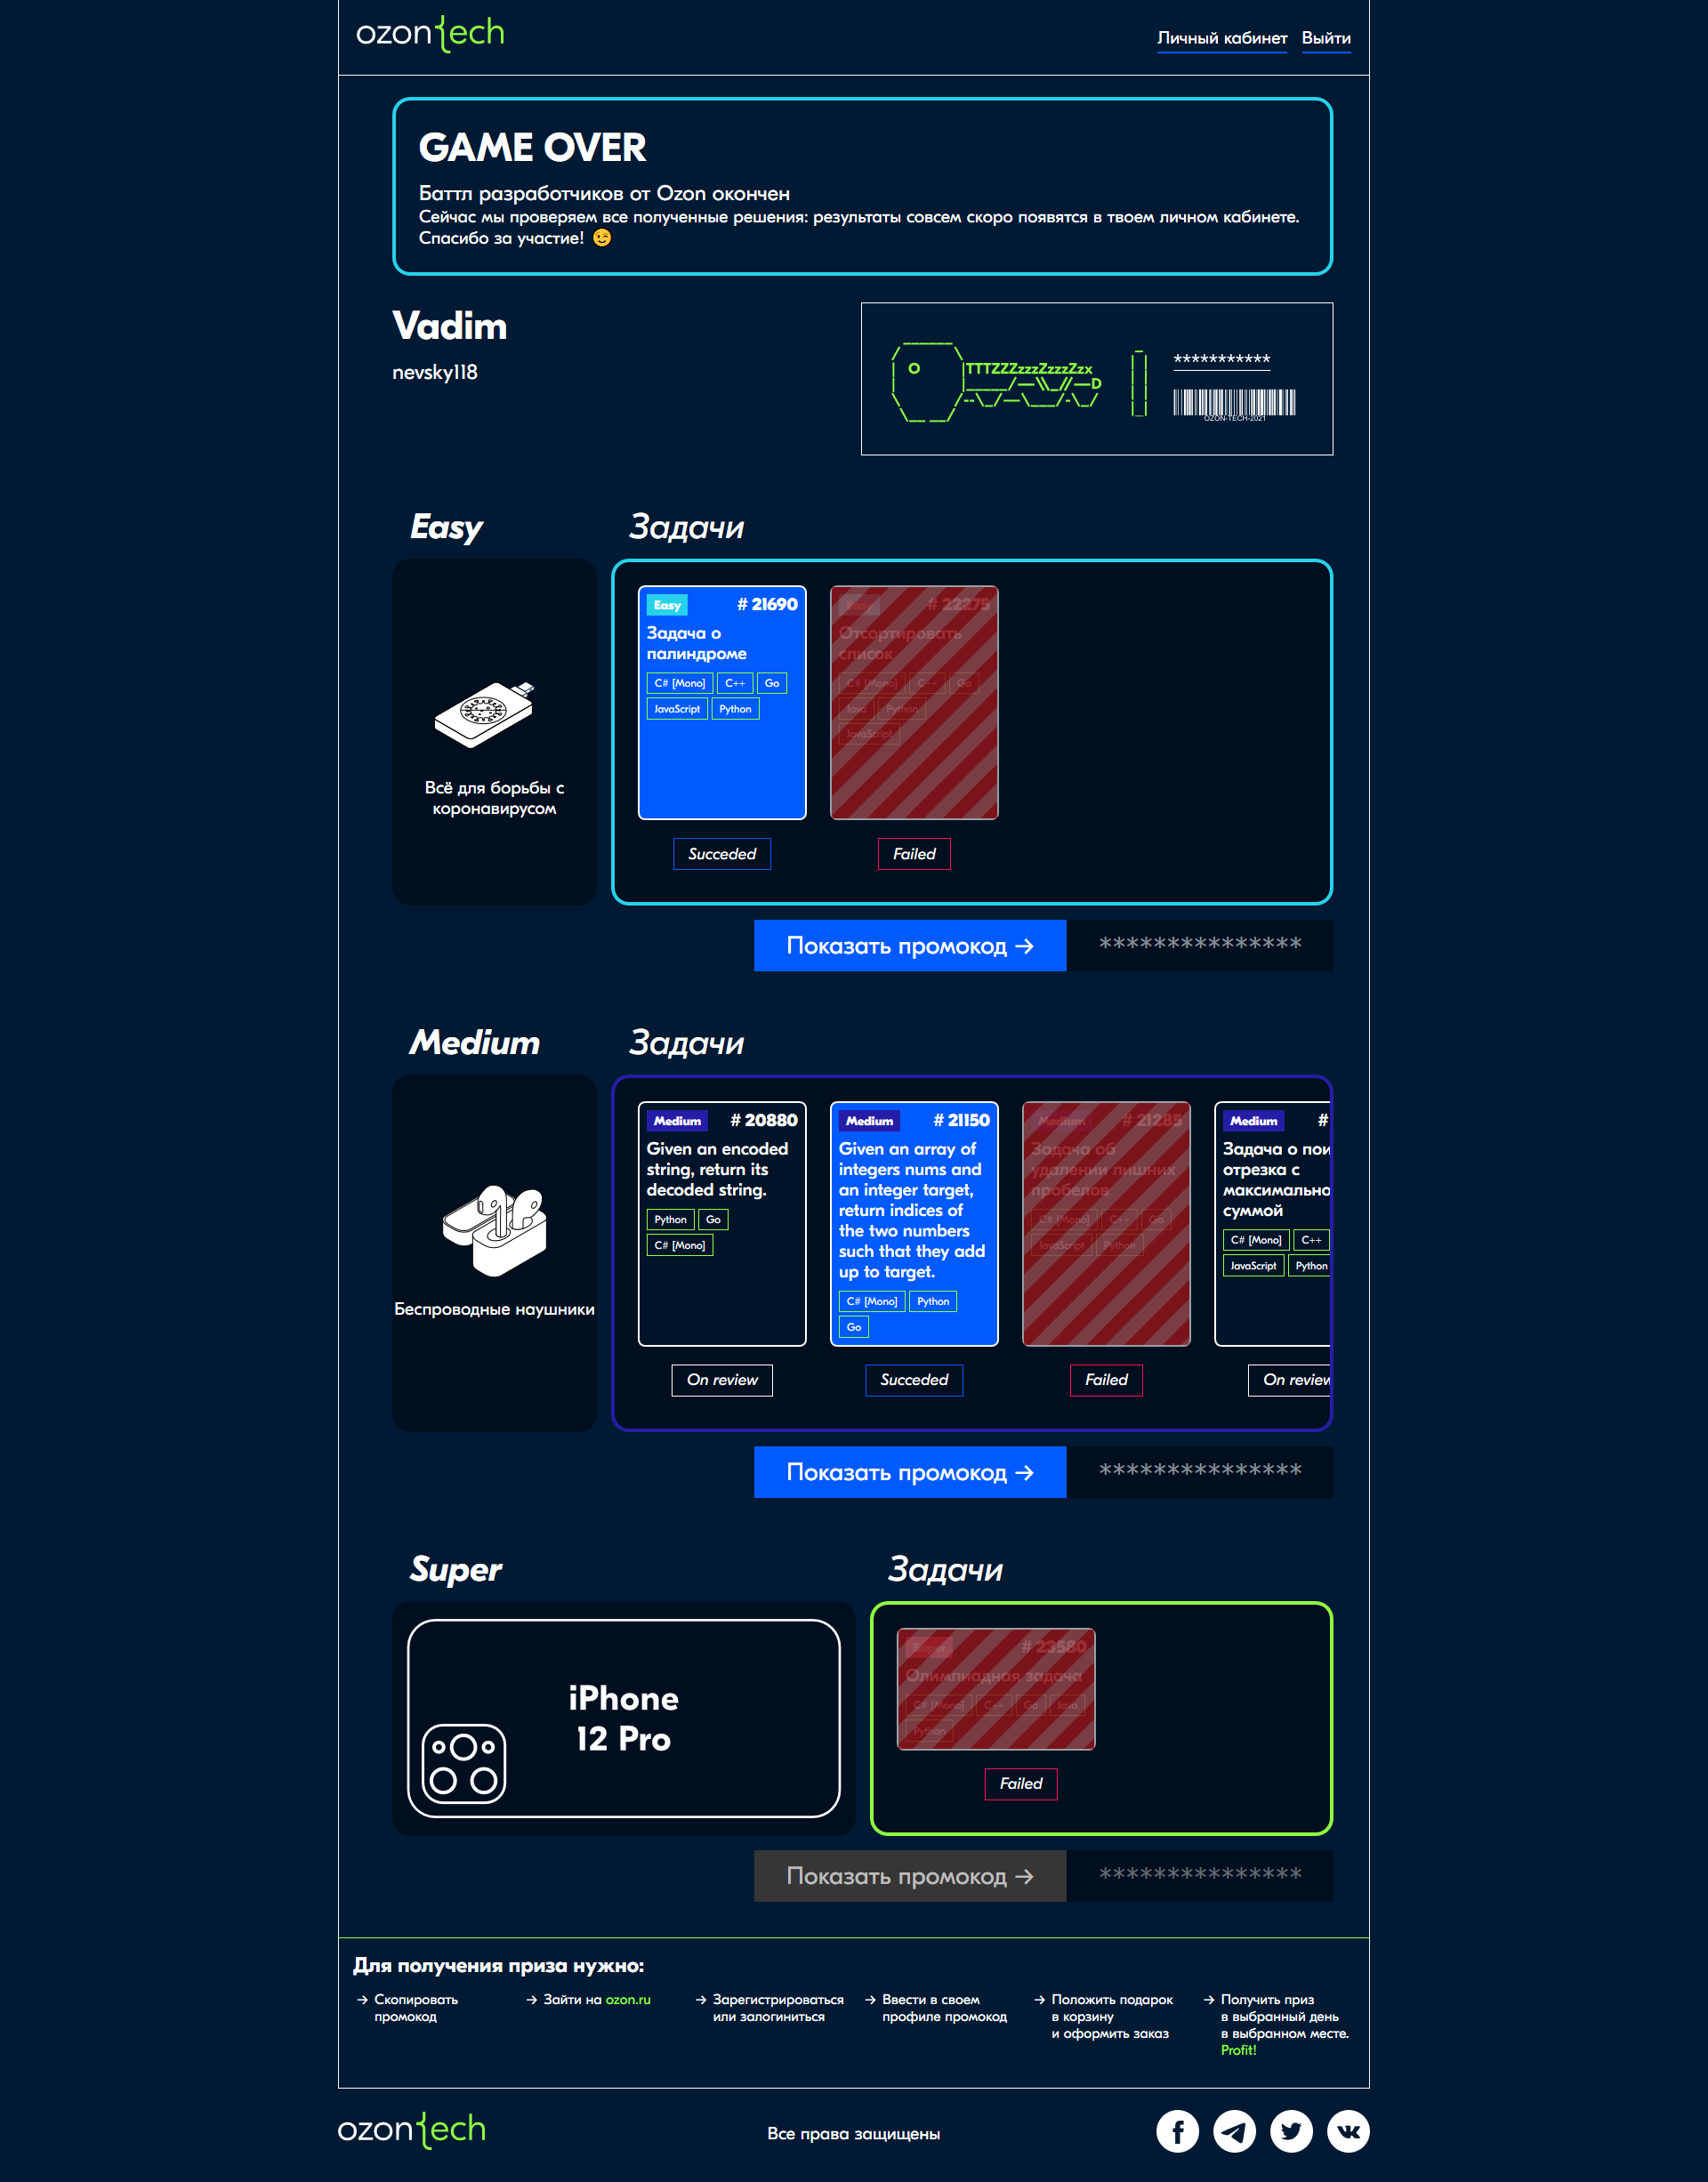 ozon{ech
Личный кабинет Выйти
GAME OVER
Баттл разработчиков от Ozon окончен
Сейчас мы проверяем все полученные решения: результаты совсем скоро появятся в твоем личном кабинете.
Спасибо за участие! 😉
Vadim
nevsky118
***********
OZON-TECH-2021
Easy
Задачи
Всё для борьбы с
коронавирусом
Easy # 21690
Задача о
палиндроме
C# [Mono] C++ Go
JavaScript Python
Succeded
Easy # 22275
Отсортировать
список
C# [Mono] C++ Go
Java Python
JavaScript
Failed
Показать промокод → ***************
Medium
Задачи
Беспроводные наушники
Medium # 20880
Given an encoded
string, return its
decoded string.
Python Go
C# [Mono]
On review
Medium # 21150
Given an array of
integers nums and
an integer target,
return indices of
the two numbers
such that they add
up to target.
C# [Mono] Python
Go
Succeded
Medium # 21285
Задача об
удалении лишних
пробелов
C# [Mono] C++ Go
JavaScript Python
Failed
Medium #
Задача о пои
отрезка с
максимально
суммой
C# [Mono] C++
JavaScript Python
On review
Показать промокод → ***************
Super
Задачи
iPhone
12 Pro
Super # 23580
Олимпиадная задача
C# [Mono] C++ Go Java
Python
Failed
Показать промокод → ***************
Для получения приза нужно:
→ Скопировать
промокод
→ Зайти на ozon.ru
→ Зарегистрироваться
или залогиниться
→ Ввести в своем
профиле промокод
→ Положить подарок
в корзину
и оформить заказ
→ Получить приз
в выбранный день
в выбранном месте.
Profit!
ozon{ech
Все права защищены